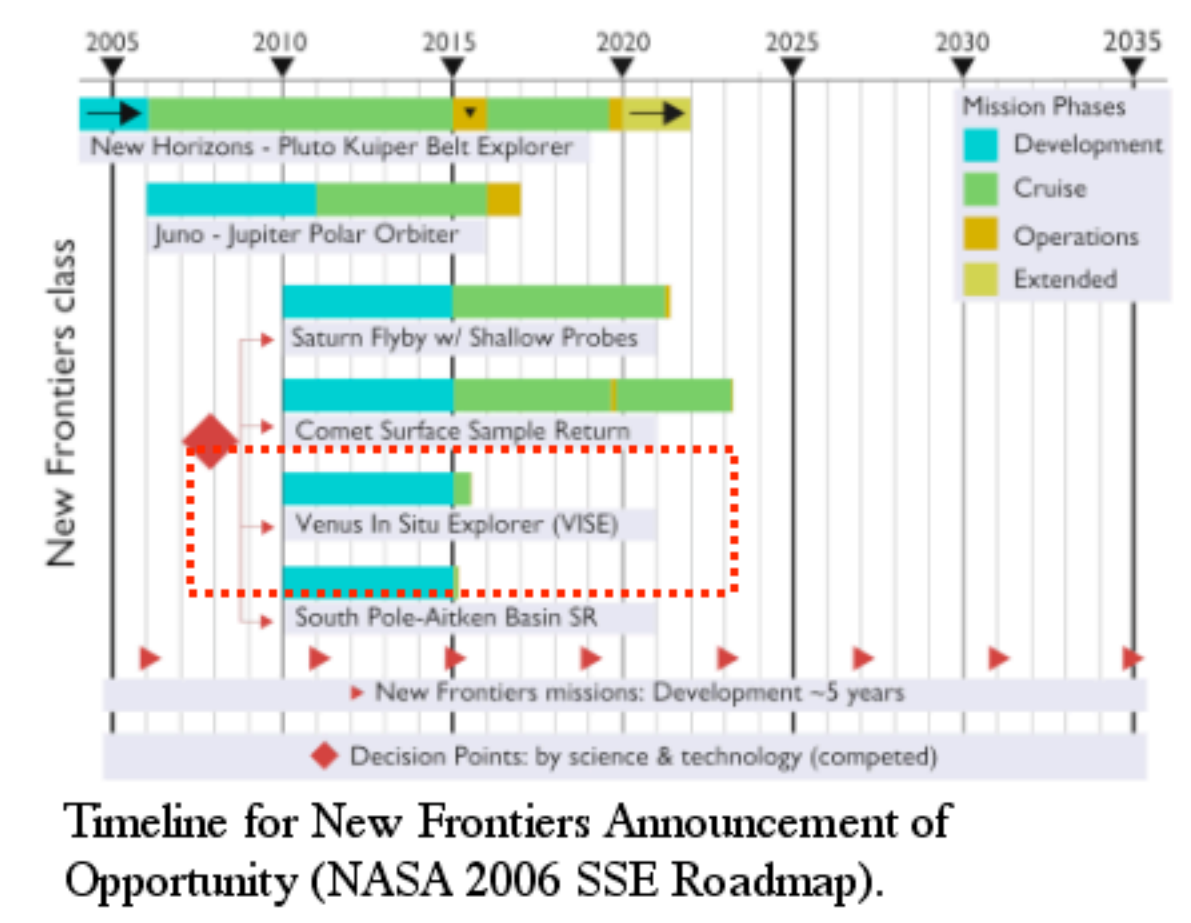 2005 2010 2015 2020 2025 2030 2035
Mission Phases
Development
Cruise
Operations
Extended
New Frontiers class
New Horizons - Pluto Kuiper Belt Explorer
Juno - Jupiter Polar Orbiter
Saturn Flyby w/ Shallow Probes
Comet Surface Sample Return
Venus In Situ Explorer (VISE)
South Pole-Aitken Basin SR
New Frontiers missions: Development ~5 years
Decision Points: by science & technology (competed)
Timeline for New Frontiers Announcement of
Opportunity (NASA 2006 SSE Roadmap).